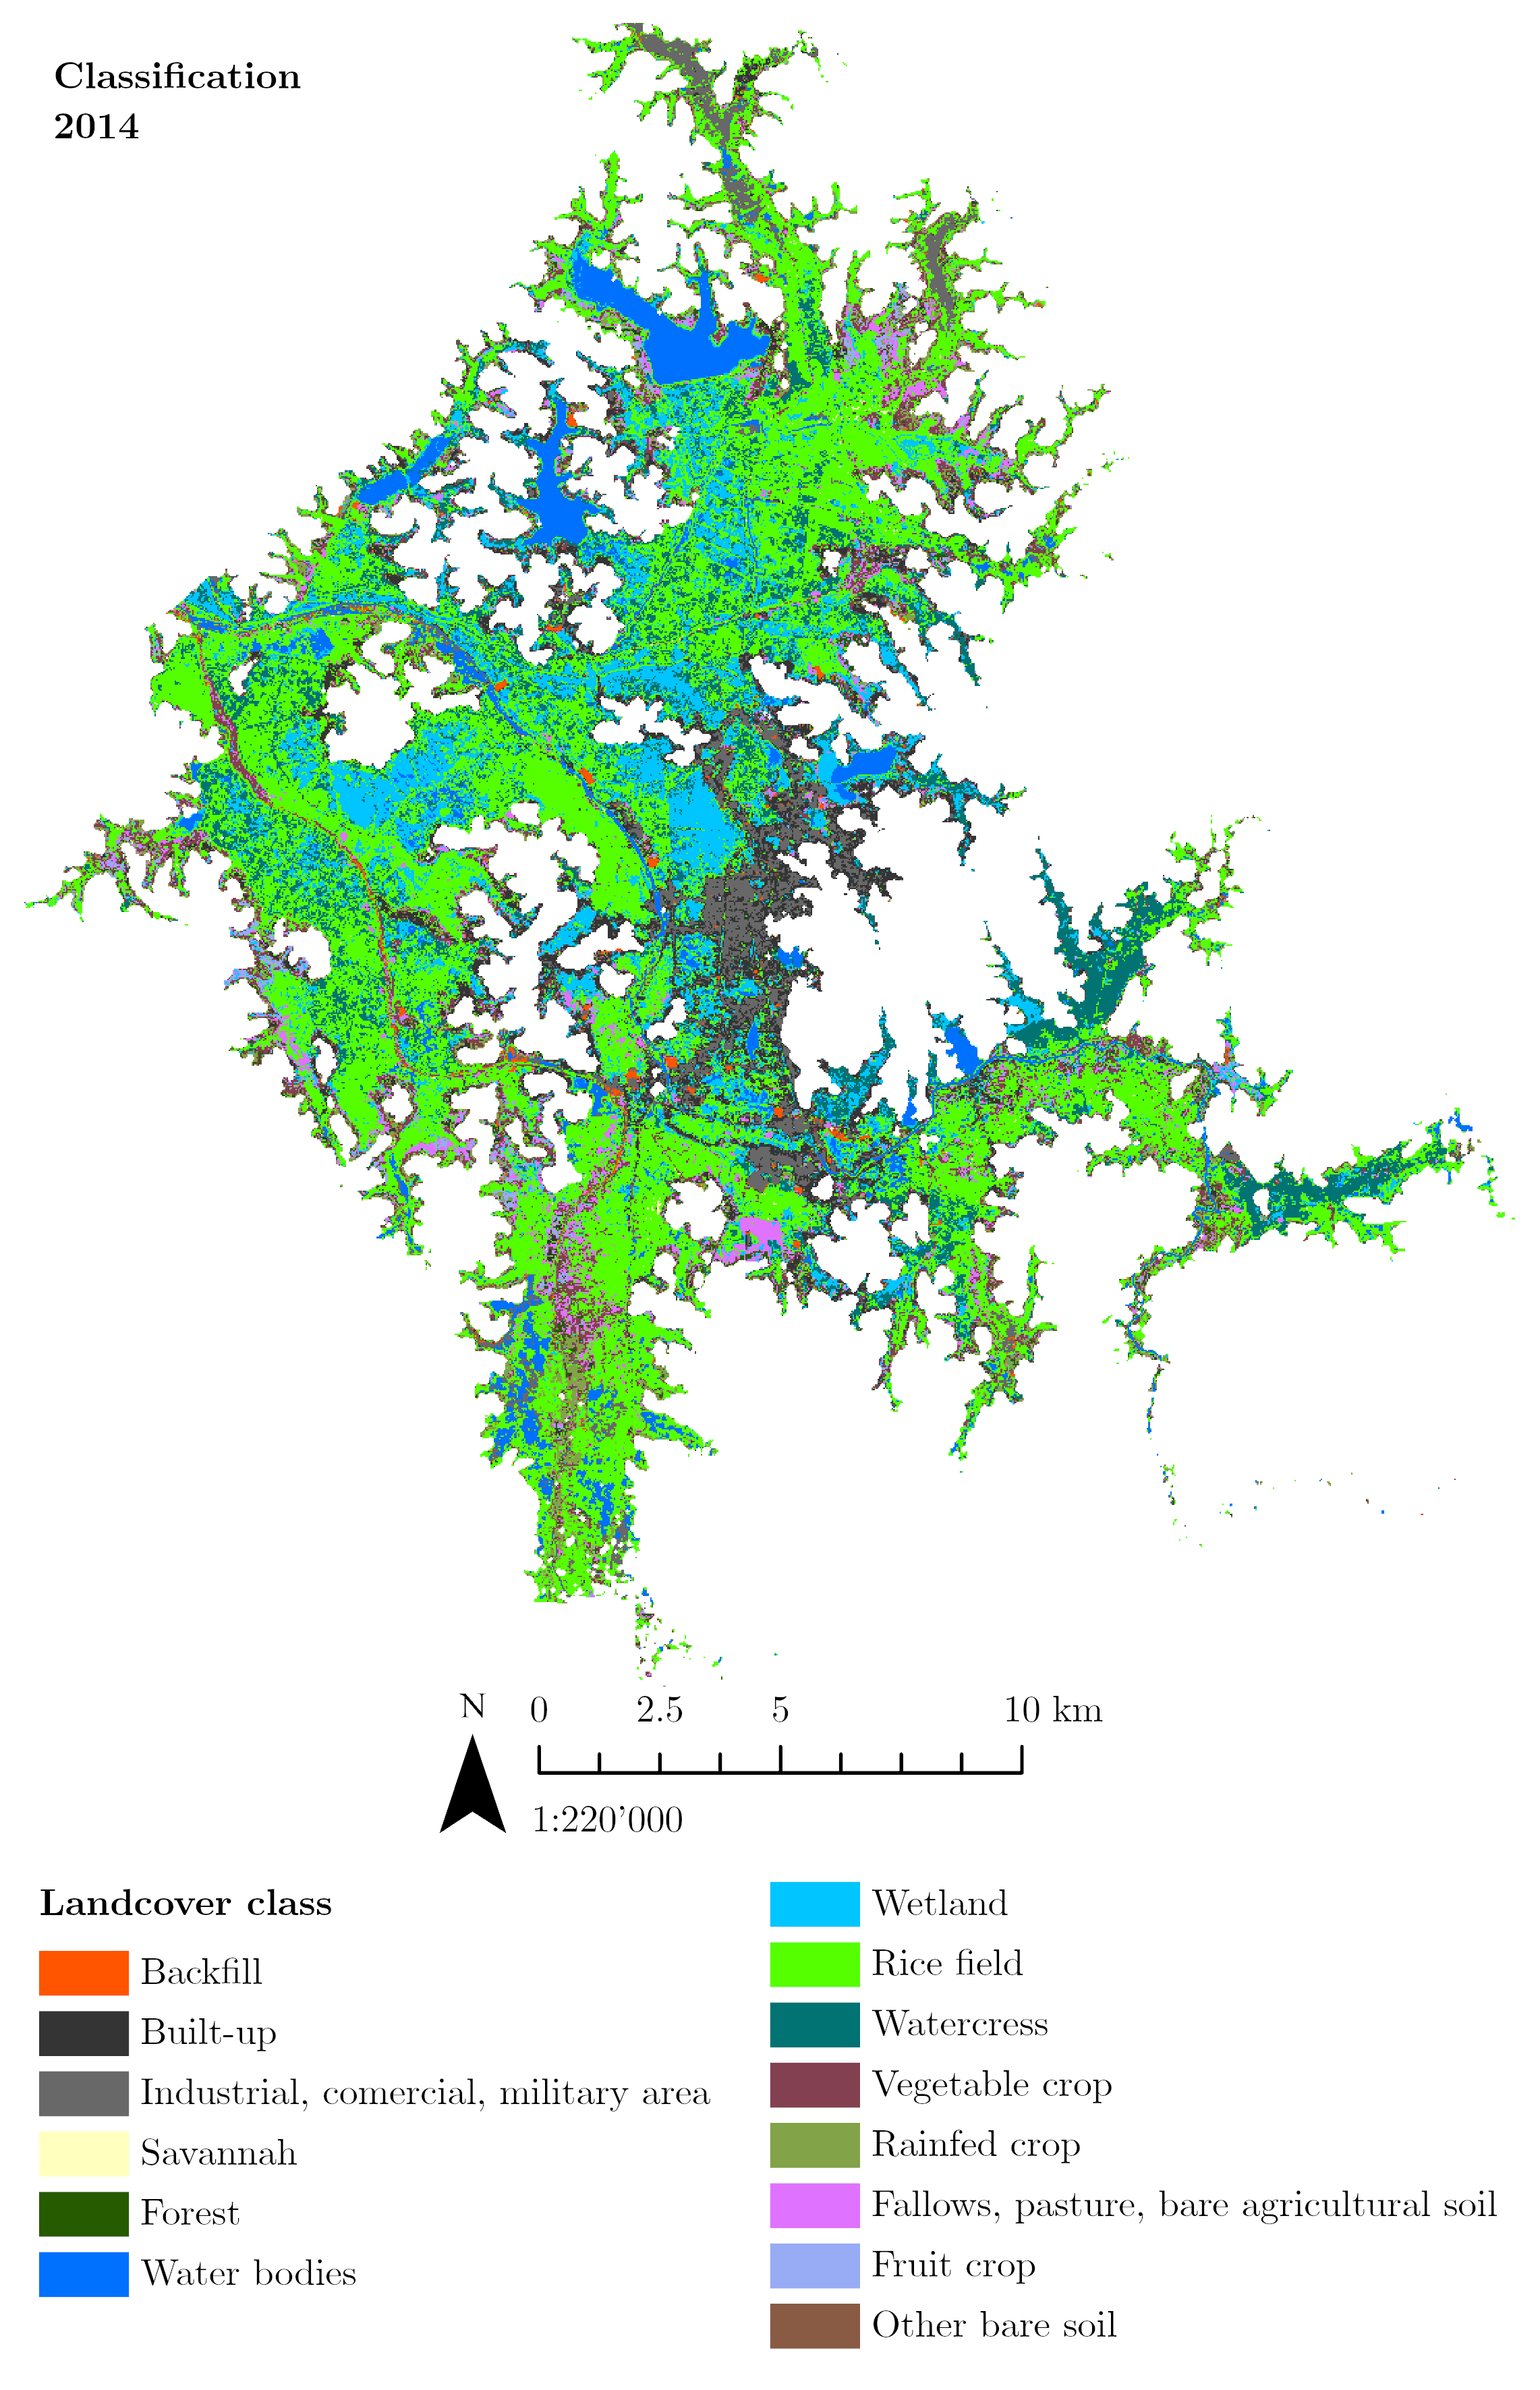 Classification
2014
N 0 2.5 5 10 km
1:220'000
Landcover class
Backfill
Built-up
Industrial, comercial, military area
Savannah
Forest
Water bodies
Wetland
Rice field
Watercress
Vegetable crop
Rainfed crop
Fallows, pasture, bare agricultural soil
Fruit crop
Other bare soil